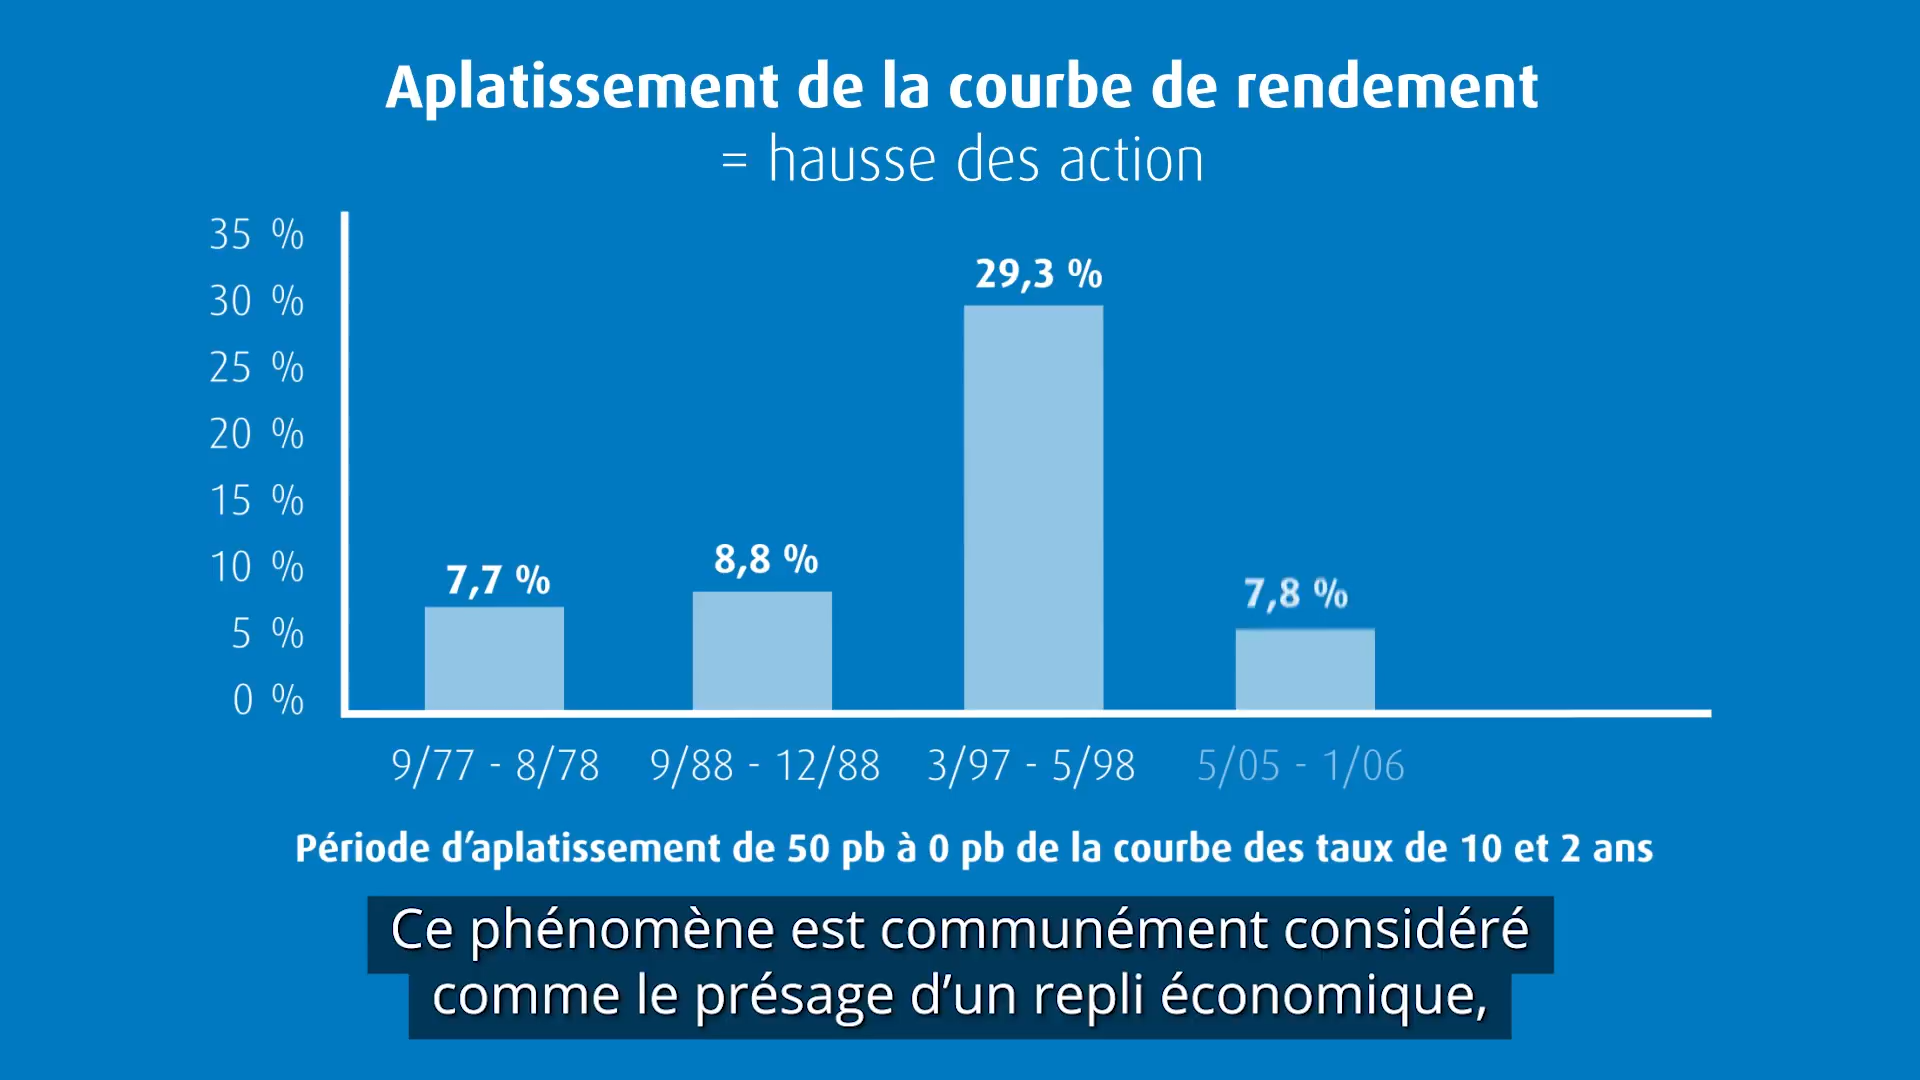 Aplatissement de la courbe de rendement
= hausse des action
35 %
30 %
25 %
20 %
15 %
10 %
5 %
0 %
7,7 %
8,8 %
29,3 %
7,8 %
9/77 - 8/78
9/88 - 12/88
3/97 - 5/98
5/05 - 1/06
Période d’aplatissement de 50 pb à 0 pb de la courbe des taux de 10 et 2 ans
Ce phénomène est communément considéré
comme le présage d’un repli économique,